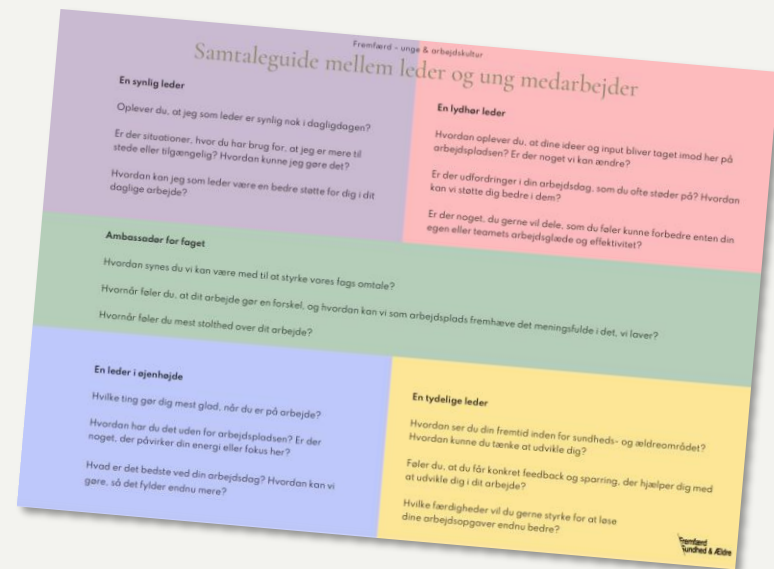 Fremfærd – unge & arbejdskultur
Samtaleguide mellem leder og ung medarbejder
En synlig leder
Oplever du, at jeg som leder er synlig nok i dagligdagen?
Er der situationer, hvor du har brug for, at jeg er mere til
stede eller tilgængelig? Hvordan kunne jeg gøre det?
Hvordan kan jeg som leder være en bedre støtte for dig i dit
daglige arbejde?
En lydhør leder
Hvordan oplever du, at dine ideer og input bliver taget imod her på
arbejdspladsen? Er der noget vi kan ændre?
Er der udfordringer i din arbejdsdag, som du ofte støder på? Hvordan
kan vi støtte dig bedre i dem?
Er der noget, du gerne vil dele, som du føler kunne forbedre enten din
egen eller teamets arbejdsglæde og effektivitet?
Ambassadør for faget
Hvordan synes du vi kan være med til at styrke vores fags omtale?
Hvornår føler du, at dit arbejde gør en forskel, og hvordan kan vi som arbejdsplads fremhæve det meningsfulde i det, vi laver?
Hvornår føler du mest stolthed over dit arbejde?
En leder i øjenhøjde
Hvilke ting gør dig mest glad, når du er på arbejde?
Hvordan har du det uden for arbejdspladsen? Er der
noget, der påvirker din energi eller fokus her?
Hvad er det bedste ved din arbejdsdag? Hvordan kan vi
gøre, så det fylder endnu mere?
En tydelige leder
Hvordan ser du din fremtid inden for sundheds- og ældreområdet?
Hvordan kunne du tænke at udvikle dig?
Føler du, at du får konkret feedback og sparring, der hjælper dig med
at udvikle dig i dit arbejde?
Hvilke færdigheder vil du gerne styrke for at løse
dine arbejdsopgaver endnu bedre?
Fremfærd
Sundhed & Ældre